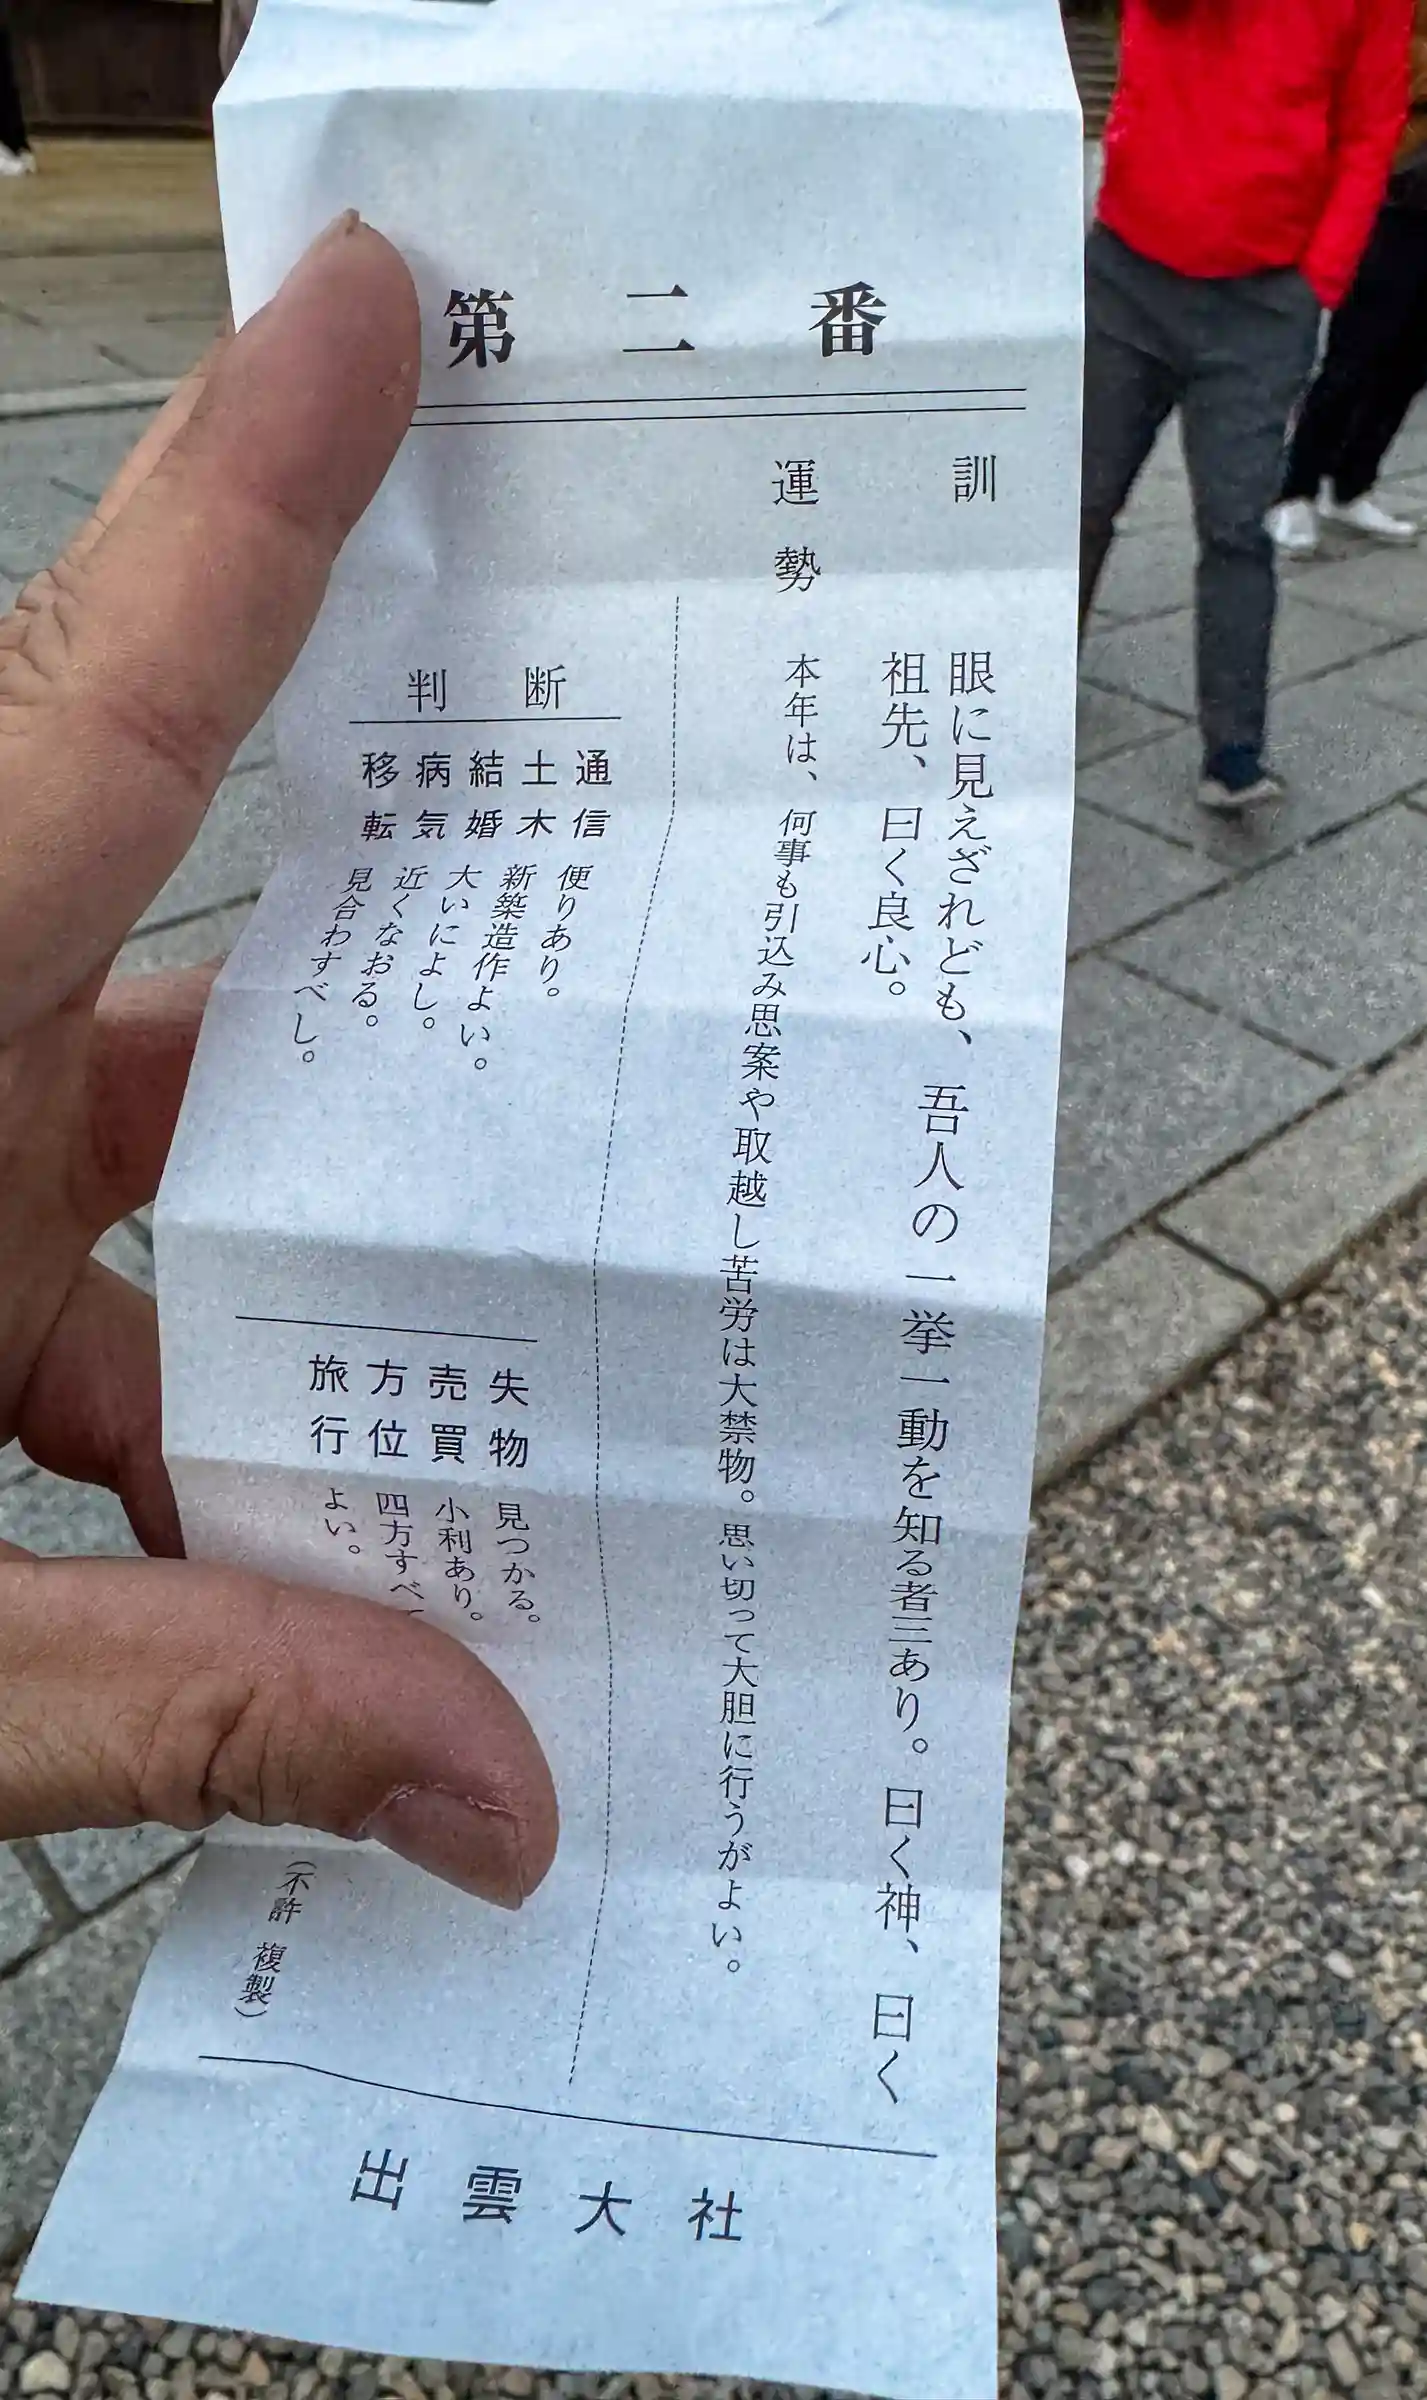 第二番
訓
眼に見えざれども、吾人の一挙一動を知る者三あり。曰く神、曰く
祖先、曰く良心。
運勢
本年は、何事も引込み思案や取越し苦労は大禁物。思い切って大胆に行うがよい。
判断
通信 便りあり。
土木 新築造作よい。
結婚 大いによし。
病気 近くなおる。
移転 見合わすべし。
失物 見つかる。
売買 小利あり。
方位 四方すべ
旅行 よい。
(不許複製)
出雲大社